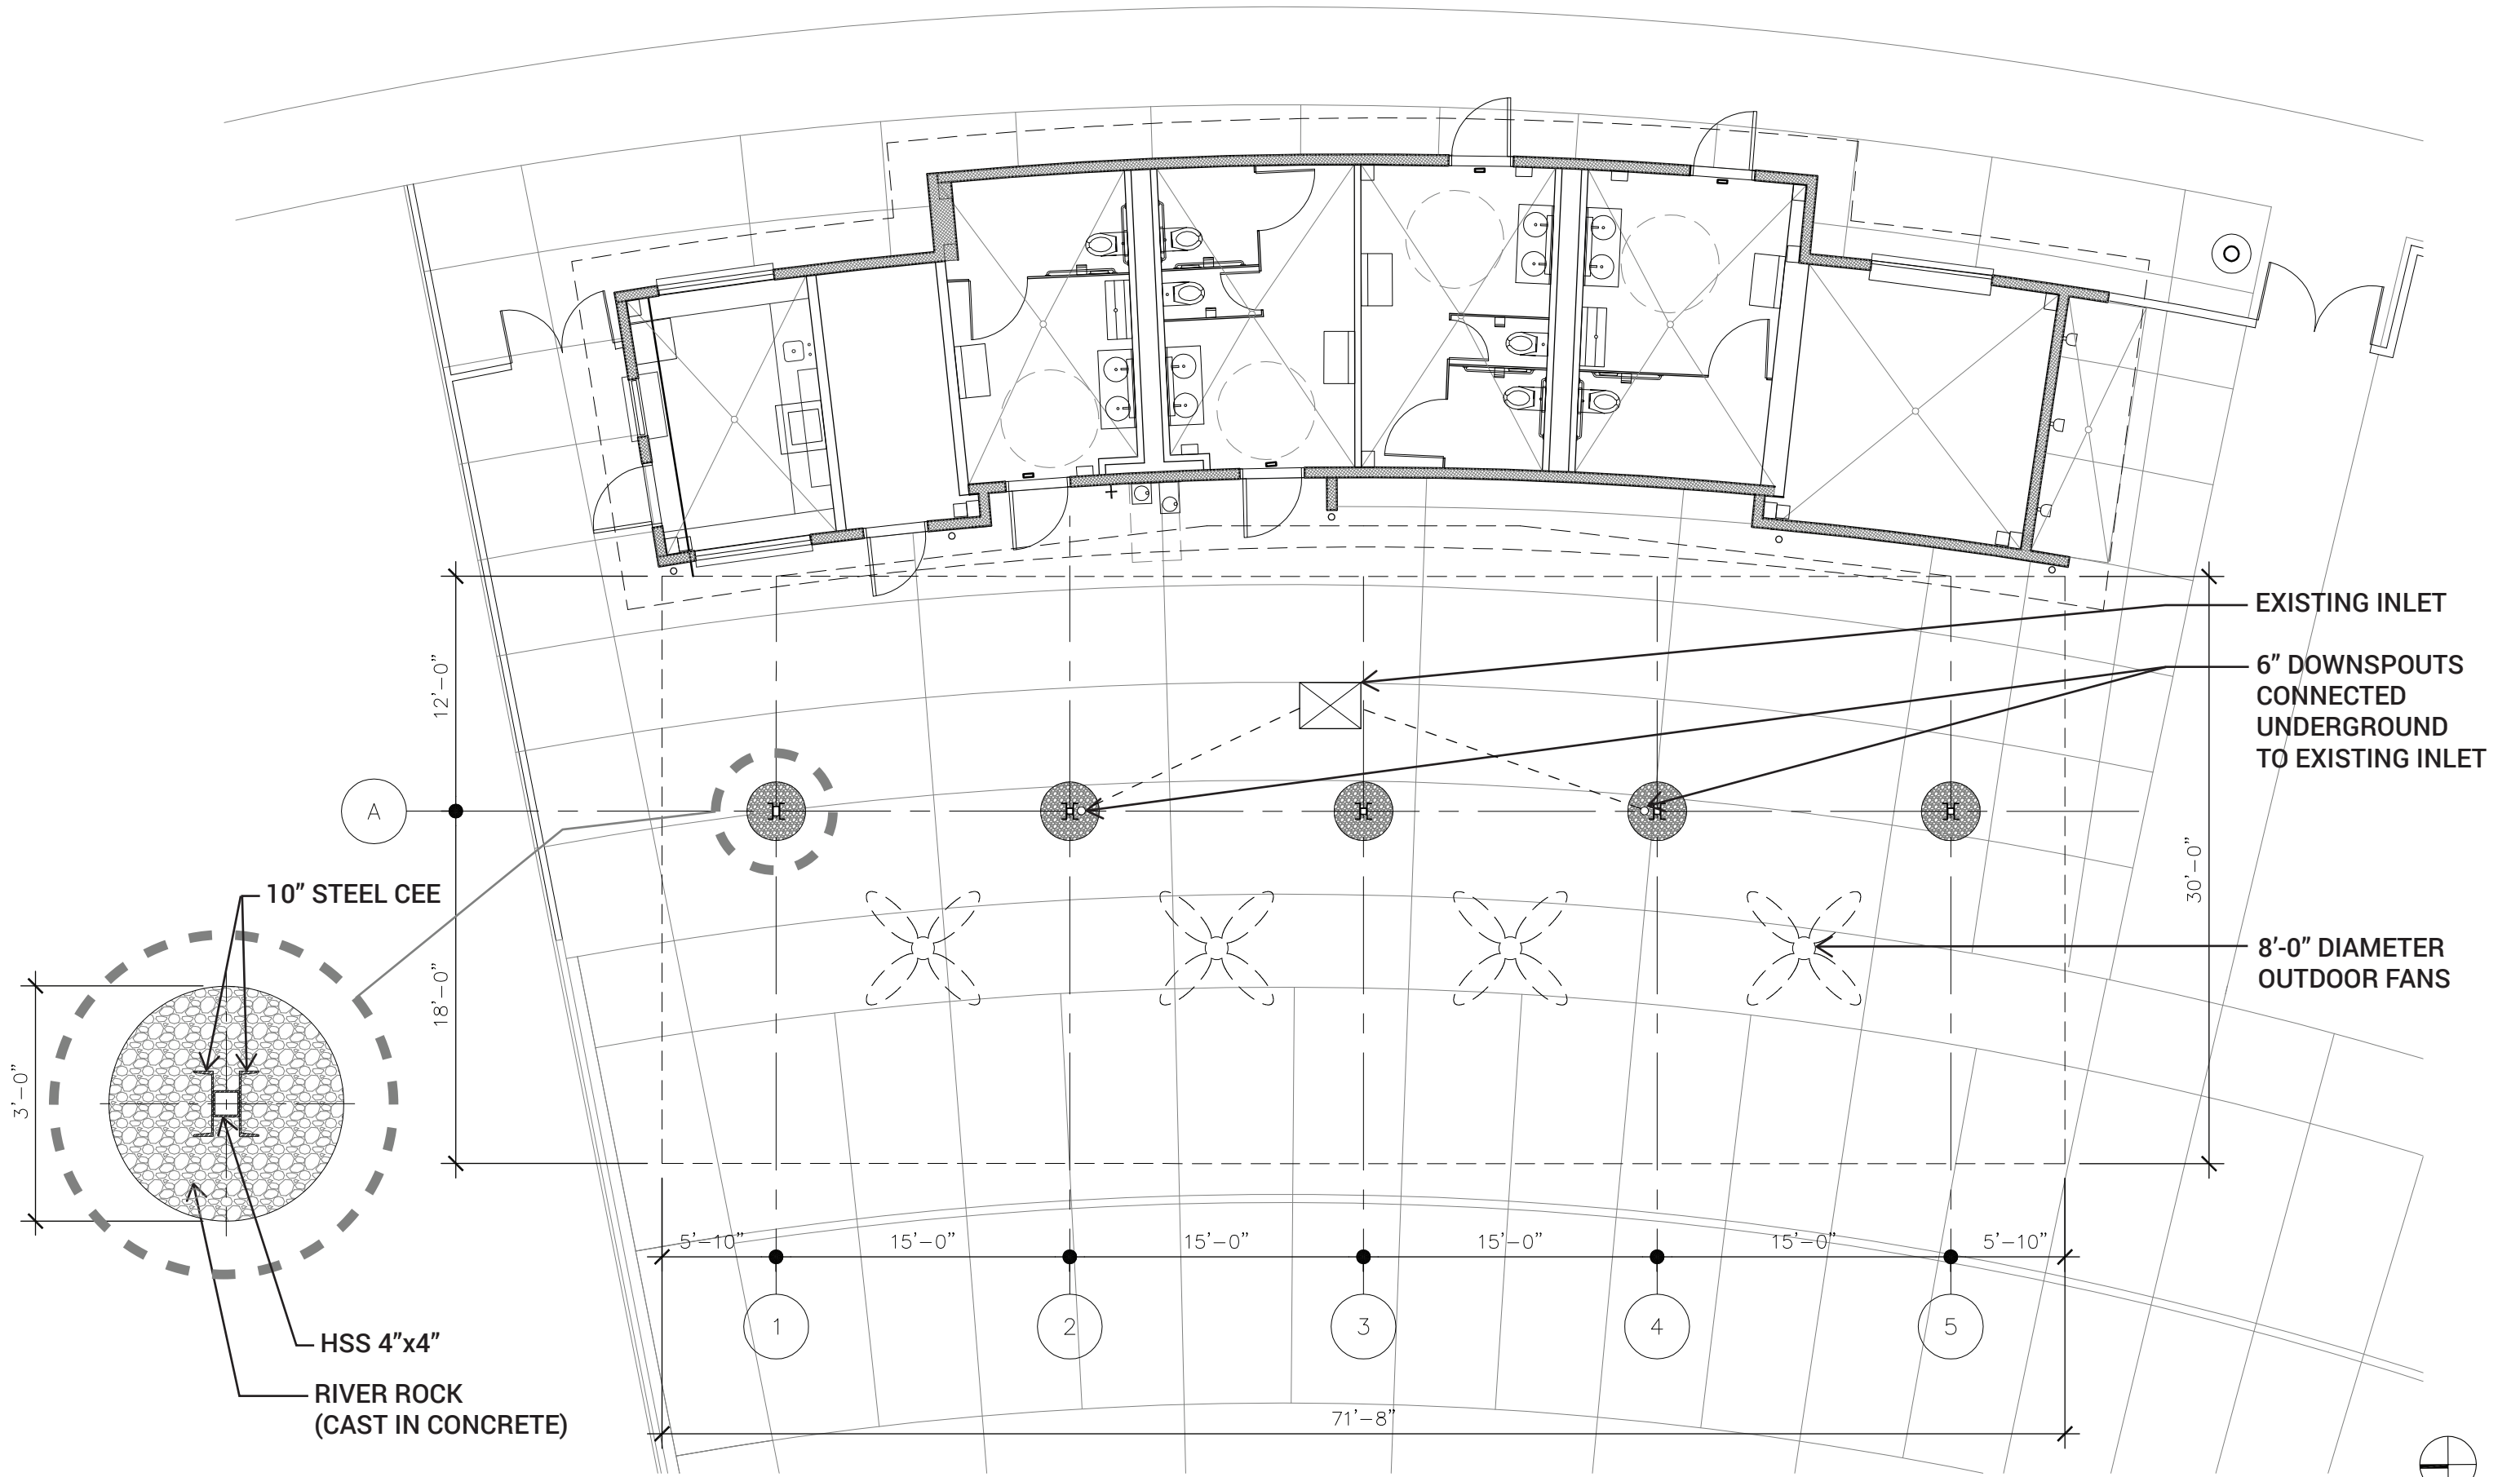 EXISTING INLET
6” DOWNSPOUTS
CONNECTED
UNDERGROUND
TO EXISTING INLET
12’-0”
A
30’-0”
10” STEEL CEE
8’-0” DIAMETER
OUTDOOR FANS
18’-0”
3’-0”
5’-10”
15’-0”
15’-0”
15’-0”
15’-0”
5’-10”
1
2
3
4
5
HSS 4”x4”
RIVER ROCK
(CAST IN CONCRETE)
71’-8”